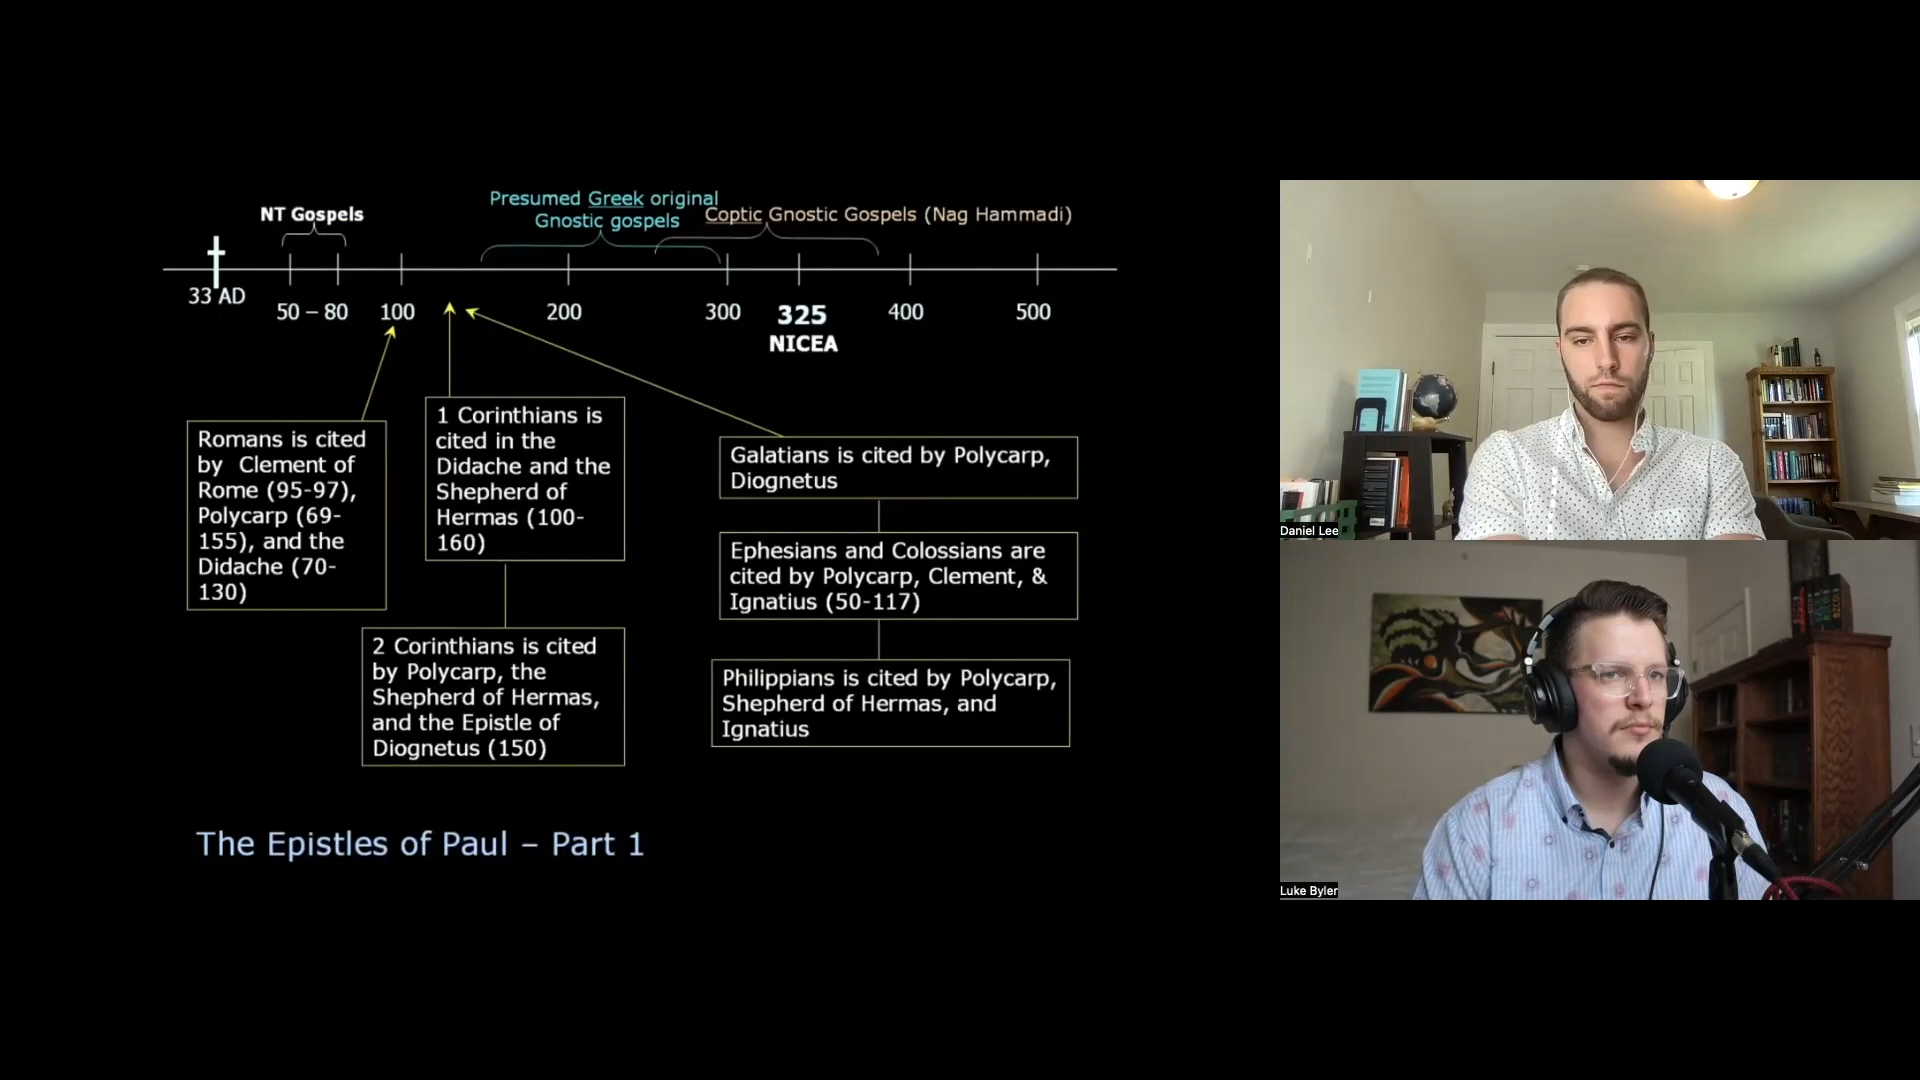 Presumed Greek original
Gnostic gospels
NT Gospels
Coptic Gnostic Gospels (Nag Hammadi)
33 AD
50 – 80
100
200
300
325
NICEA
400
500
Romans is cited
by Clement of
Rome (95-97),
Polycarp (69-
155), and the
Didache (70-
130)
1 Corinthians is
cited in the
Didache and the
Shepherd of
Hermas (100-
160)
2 Corinthians is cited
by Polycarp, the
Shepherd of Hermas,
and the Epistle of
Diognetus (150)
Galatians is cited by Polycarp,
Diognetus
Ephesians and Colossians are
cited by Polycarp, Clement, &
Ignatius (50-117)
Philippians is cited by Polycarp,
Shepherd of Hermas, and
Ignatius
The Epistles of Paul – Part 1
Daniel Lee
Luke Byler